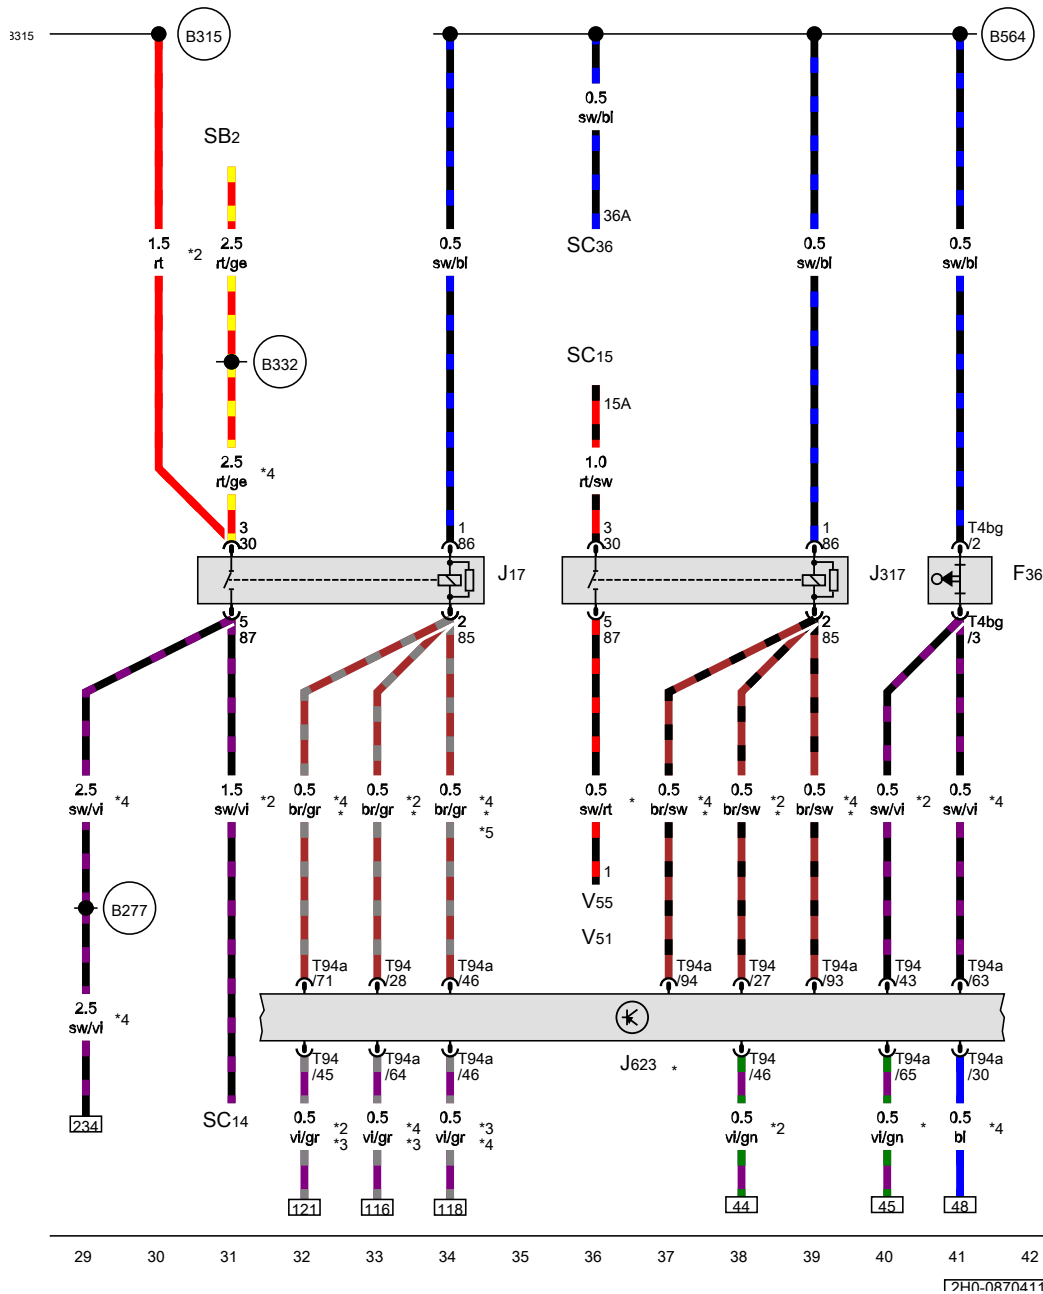 B315
B315
B564
0.5
sw/bl
SB2
36A
SC36
1.5
rt
*2
2.5
rt/ge
0.5
sw/bl
0.5
sw/bl
0.5
sw/bl
B332
SC15
15A
2.5
rt/ge
*4
1.0
rt/sw
3
30
1
86
3
30
1
86
T4bg
/2
J17
J317
F36
5
87
2
85
5
87
2
85
T4bg
/3
2.5
sw/vi
*4
1.5
sw/vi
*2
0.5
br/gr
*4
*
0.5
br/gr
*2
*
0.5
br/gr
*4
*
*5
0.5
sw/rt
*
0.5
br/sw
*4
*
0.5
br/sw
*2
*
0.5
br/sw
*4
*
0.5
sw/vi
*2
0.5
sw/vi
*4
1
V55
V51
B277
T94a
/71
T94
/28
T94a
/46
T94a
/94
T94
/27
T94a
/93
T94
/43
T94a
/63
2.5
sw/vi
*4
J623 *
T94
/45
T94a
/64
T94a
/46
T94
/46
T94a
/65
T94a
/30
234
SC14
0.5
vi/gr
*2
*3
0.5
vi/gr
*4
*3
0.5
vi/gr
*3
*4
0.5
vi/gn
*2
0.5
vi/gn
*
0.5
bl
*4
121
116
118
44
45
48
29 30 31 32 33 34 35 36 37 38 39 40 41 42
2H0-0870411